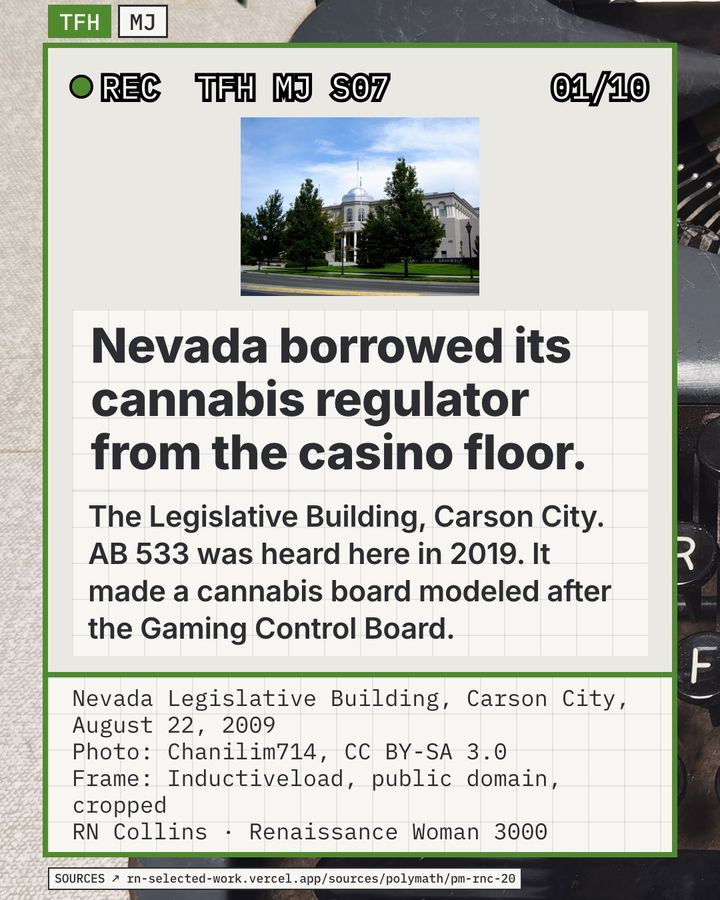 TFH MJ
REC TFH MJ S07 01/10
Nevada borrowed its
cannabis regulator
from the casino floor.
The Legislative Building, Carson City.
AB 533 was heard here in 2019. It
made a cannabis board modeled after
the Gaming Control Board.
Nevada Legislative Building, Carson City,
August 22, 2009
Photo: Chanilim714, CC BY-SA 3.0
Frame: Inductiveload, public domain,
cropped
RN Collins · Renaissance Woman 3000
SOURCES ↗ rn-selected-work.vercel.app/sources/polymath/pm-rnc-20
R
F